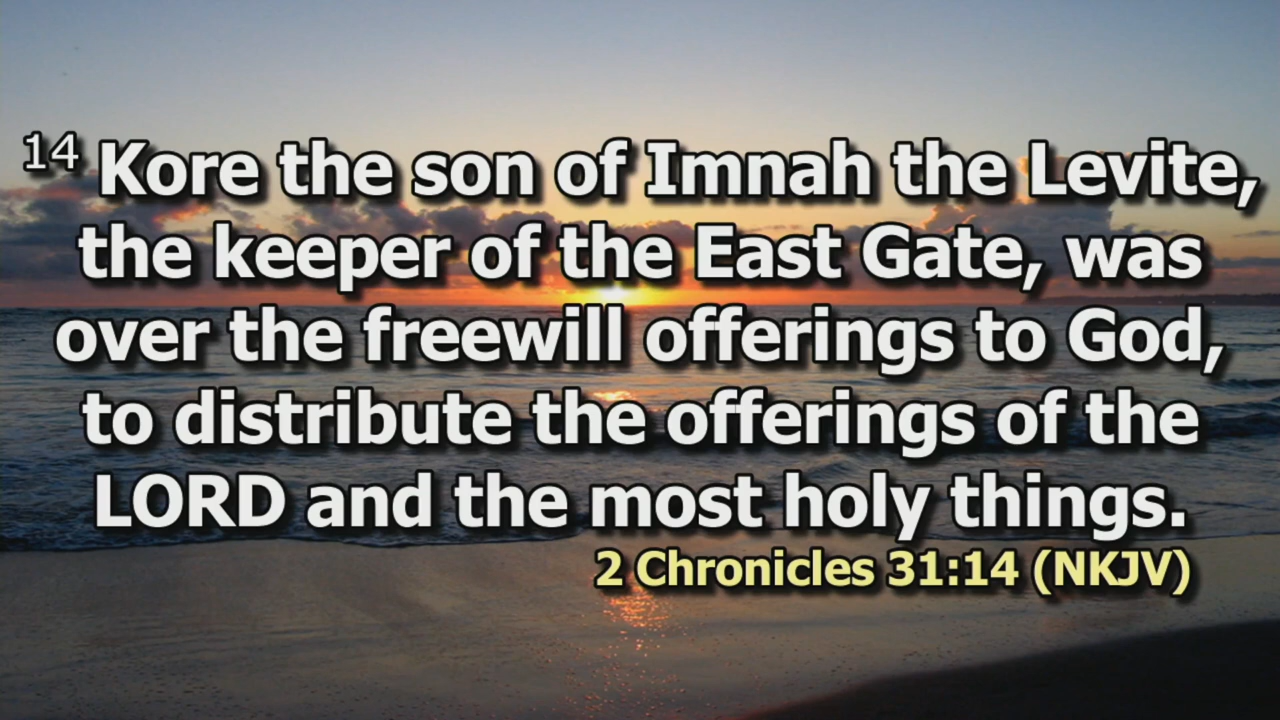 14 Kore the son of Imnah the Levite,
the keeper of the East Gate, was
over the freewill offerings to God,
to distribute the offerings of the
LORD and the most holy things.
2 Chronicles 31:14 (NKJV)